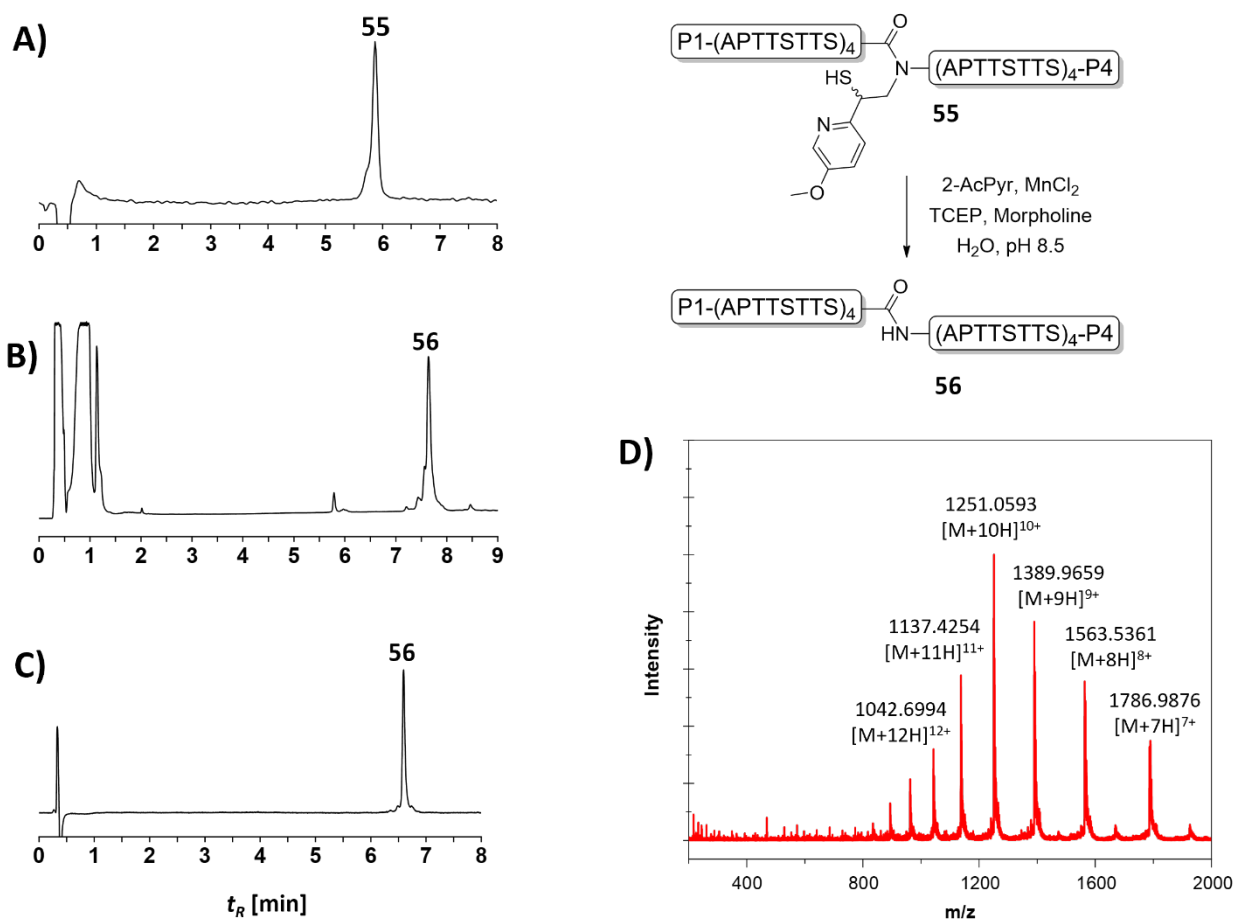 A)
55
0 1 2 3 4 5 6 7 8
B)
56
0 1 2 3 4 5 6 7 8 9
C)
56
0 1 2 3 4 5 6 7 8
tR [min]
P1-(APTTSTTS)4
O
N
(APTTSTTS)4-P4
HS
N
O
55
2-AcPyr, MnCl2
TCEP, Morpholine
H2O, pH 8.5
P1-(APTTSTTS)4
O
HN
(APTTSTTS)4-P4
56
D)
1251.0593
[M+10H]10+
1389.9659
[M+9H]9+
1137.4254
[M+11H]11+
1563.5361
[M+8H]8+
1042.6994
[M+12H]12+
1786.9876
[M+7H]7+
Intensity
400 800 1200 1600 2000
m/z